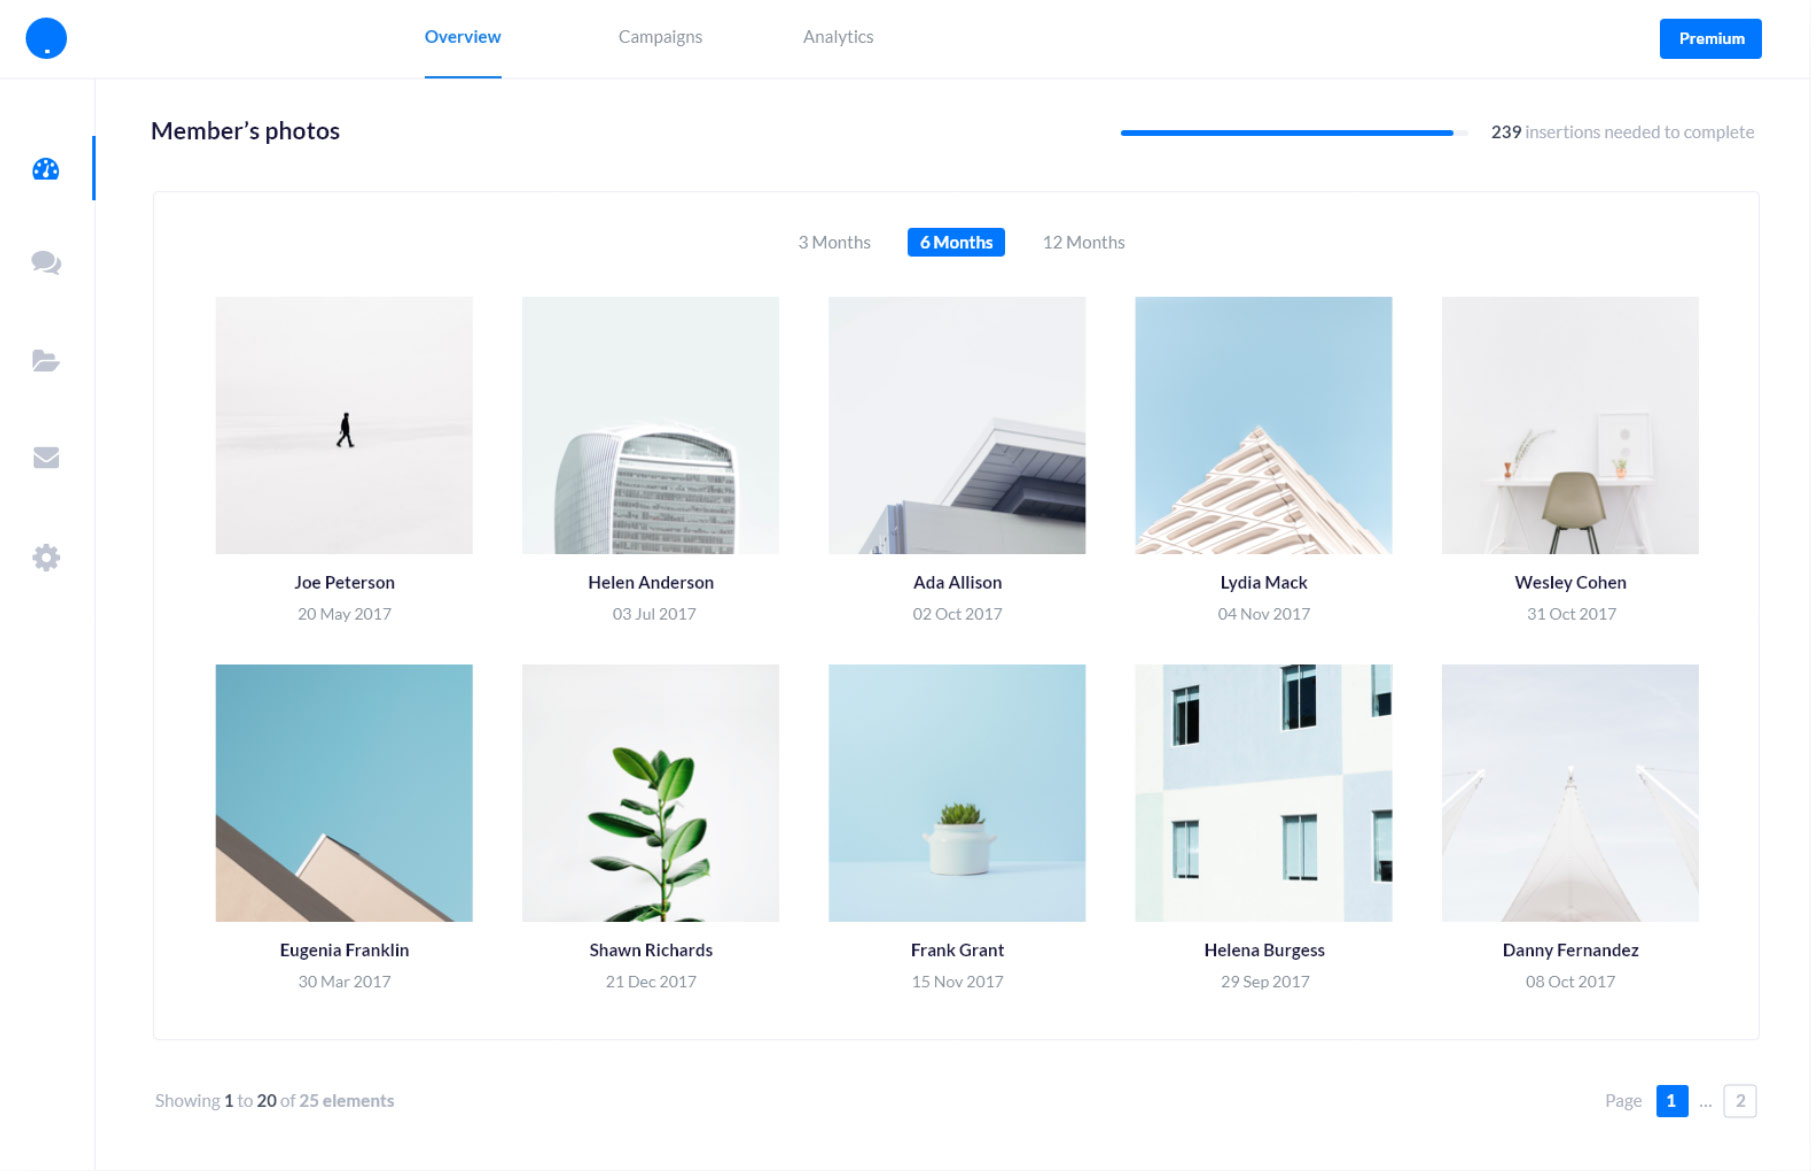 Overview Campaigns Analytics Premium
Member's photos
239 insertions needed to complete
3 Months 6 Months 12 Months
Joe Peterson Helen Anderson Ada Allison Lydia Mack Wesley Cohen
20 May 2017 03 Jul 2017 02 Oct 2017 04 Nov 2017 31 Oct 2017
Eugenia Franklin Shawn Richards Frank Grant Helena Burgess Danny Fernandez
30 Mar 2017 21 Dec 2017 15 Nov 2017 29 Sep 2017 08 Oct 2017
Showing 1 to 20 of 25 elements Page 1 ... 2